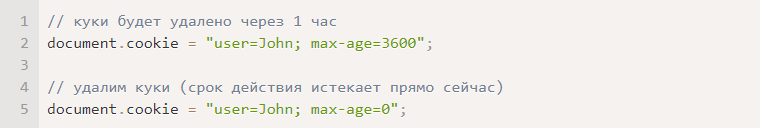 1 // куки будет удалено через 1 час
2 document.cookie = "user=John; max-age=3600";
3
4 // удалим куки (срок действия истекает прямо сейчас)
5 document.cookie = "user=John; max-age=0";